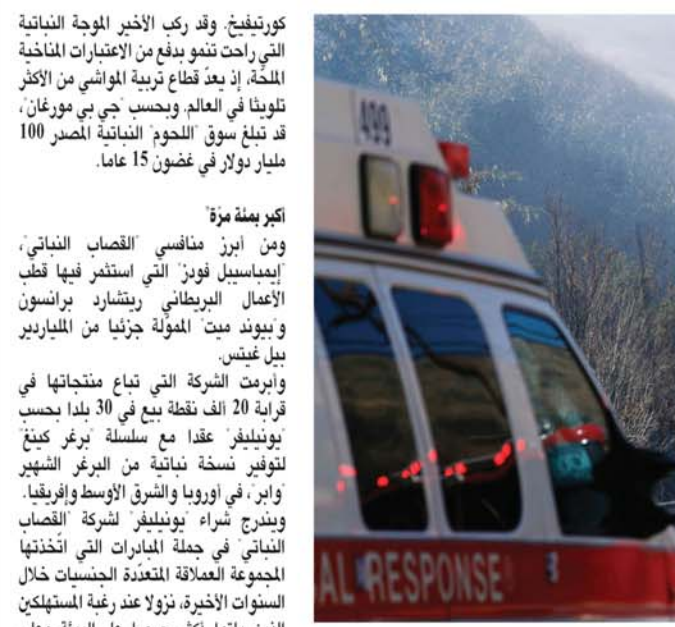 كورتيفيخ. وقد ركب الأخير الموجة النباتية
التي راحت تنمو بدفع من الاعتبارات المناخية
الملحّة، إذ يعدّ قطاع تربية المواشي من الأكثر
تلويثا في العالم. وبحسب "جي بي مورغان"،
قد تبلغ سوق "اللحوم" النباتية المصدر 100
مليار دولار في غضون 15 عاما.
أكبر بمئة مرّة"
ومن أبرز منافسي "القصاب النباتي"،
"إيمباسيبل فودز" التي استثمر فيها قطب
الأعمال البريطاني ريتشارد برانسون
و"بيوند ميت" المموّلة جزئيا من الملياردير
بيل غيتس.
وأبرمت الشركة التي تباع منتجاتها في
قرابة 20 ألف نقطة بيع في 30 بلدا بحسب
"يونيليفر" عقدا مع سلسلة "برغر كينغ"
لتوفير نسخة نباتية من البرغر الشهير
"وابر"، في أوروبا والشرق الأوسط وإفريقيا.
ويندرج شراء "يونيليفر" لشركة "القصاب
النباتي" في جملة المبادرات التي اتّخذتها
المجموعة العملاقة المتعدّدة الجنسيات خلال
السنوات الأخيرة، نزولا عند رغبة المستهلكين
499
AL RESPONSE